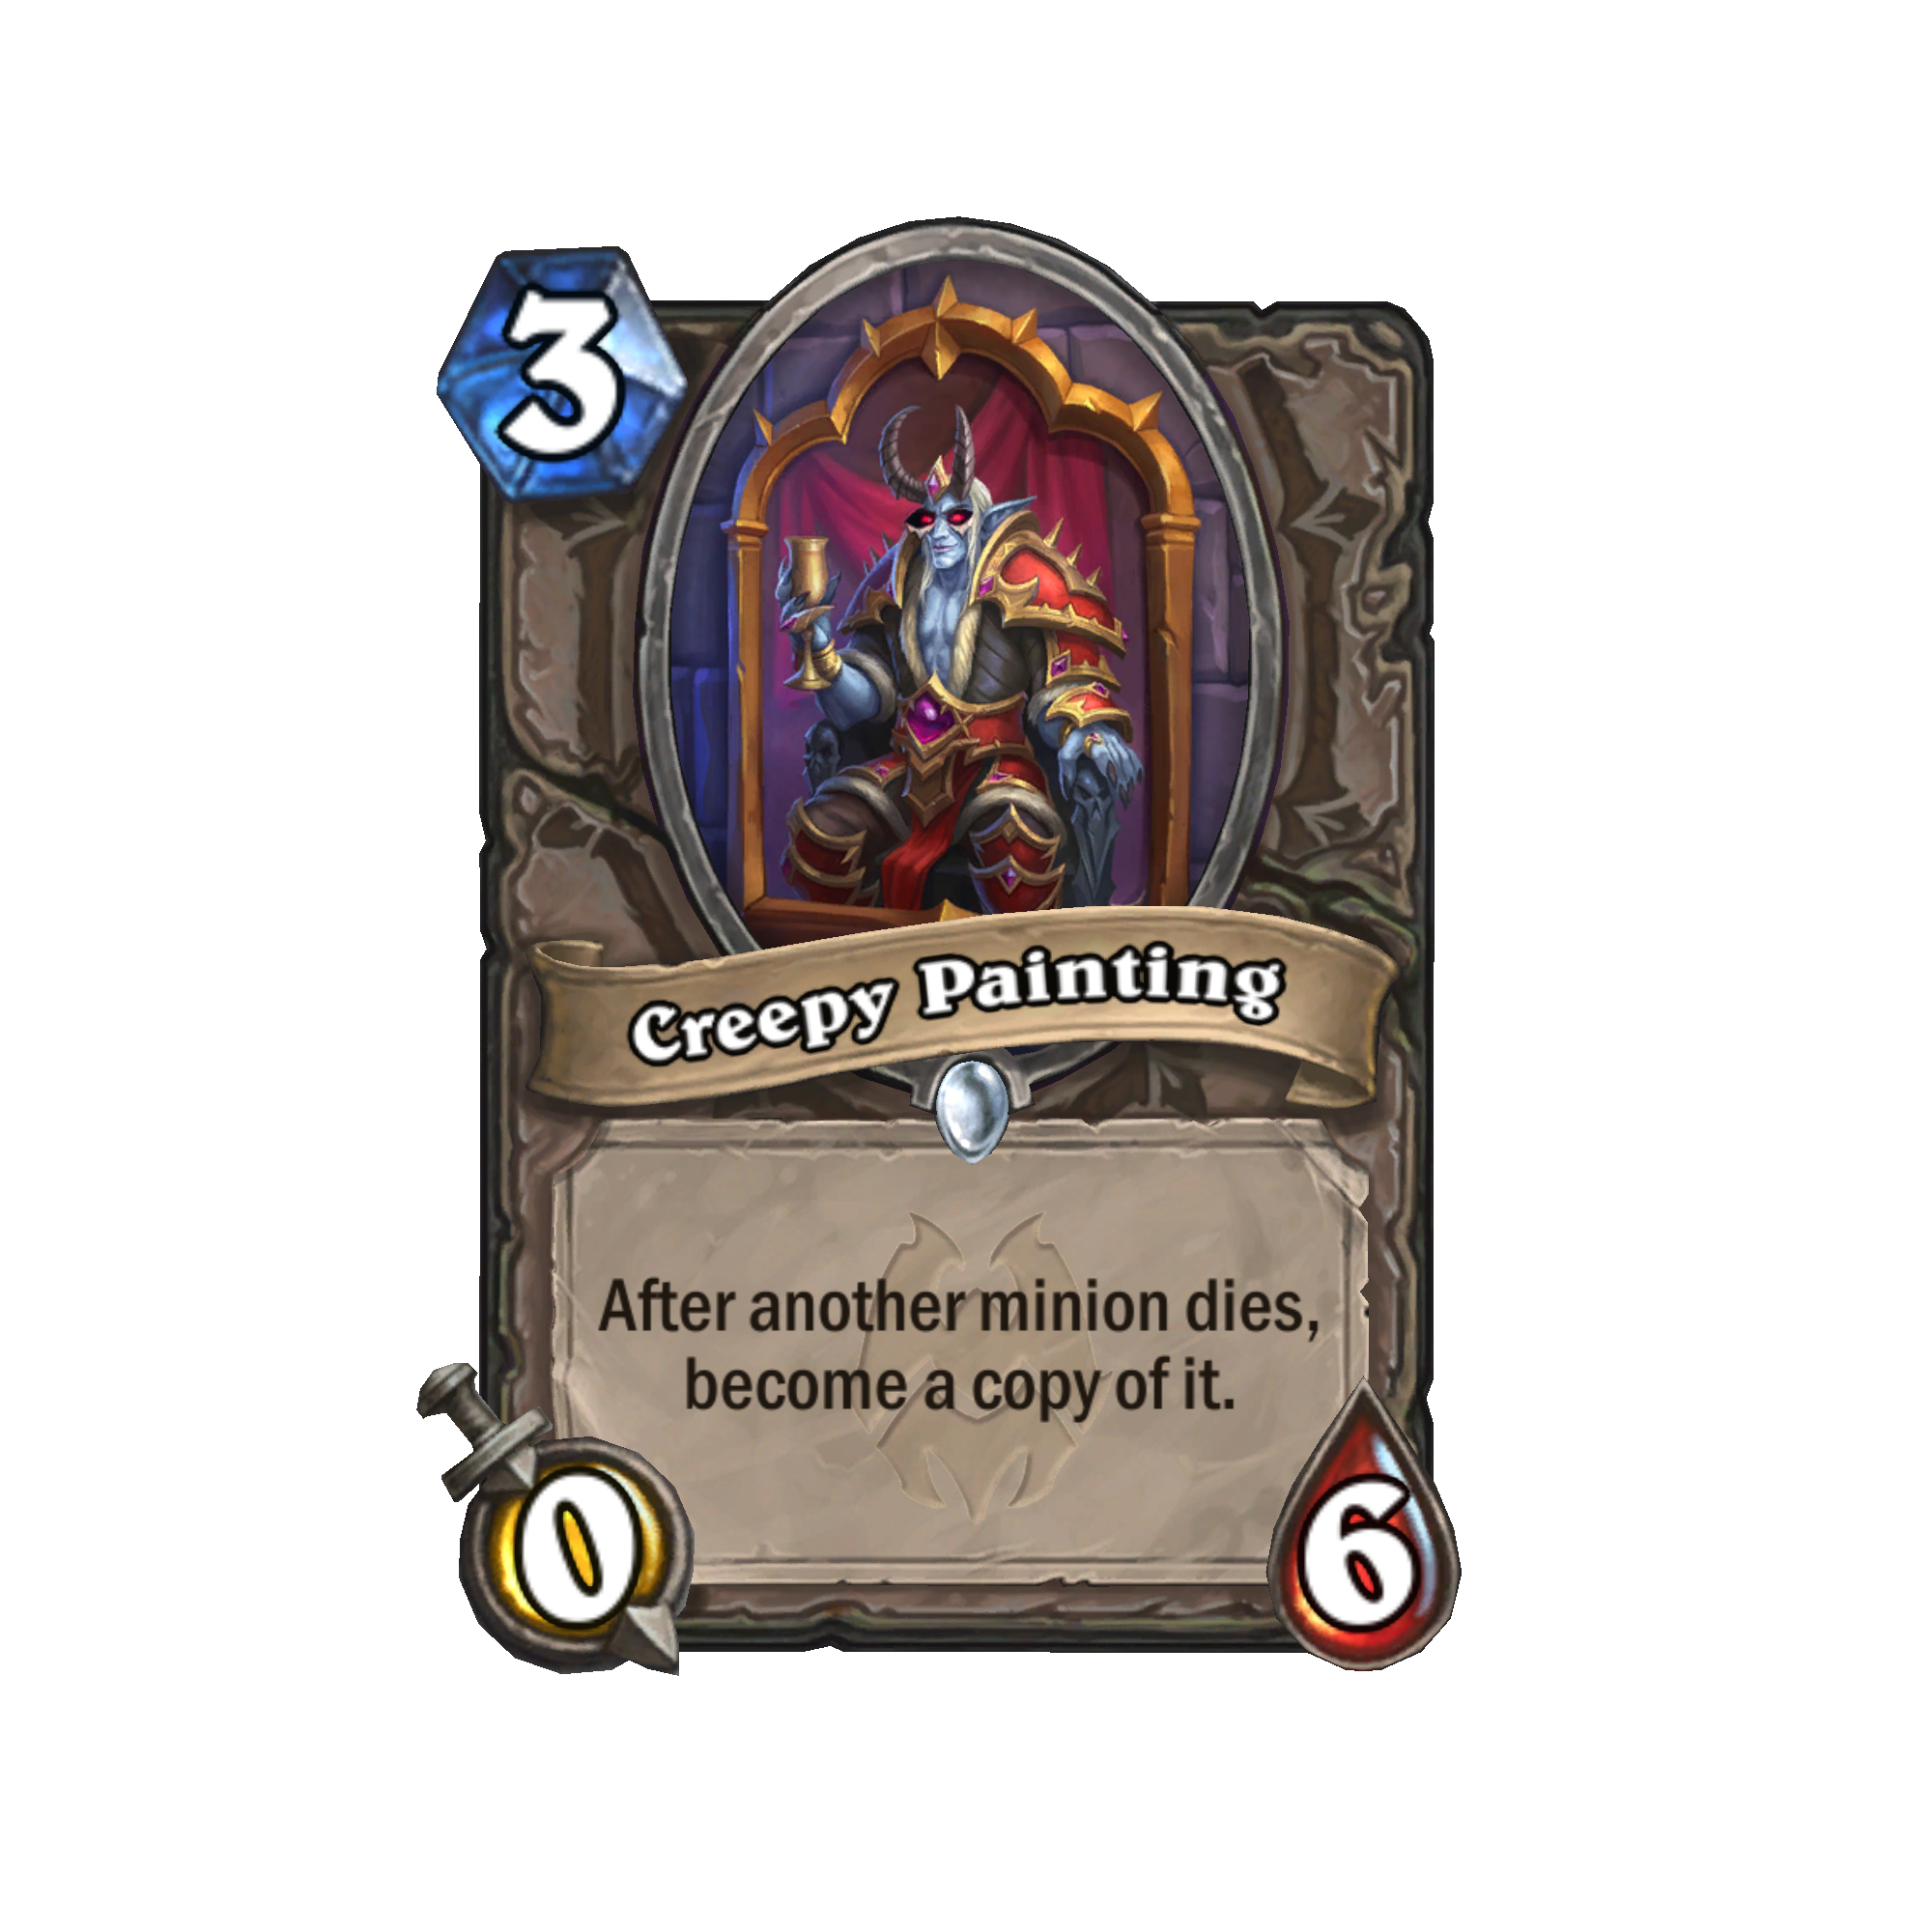 3
Creepy Painting
After another minion dies,
become a copy of it.
0
6